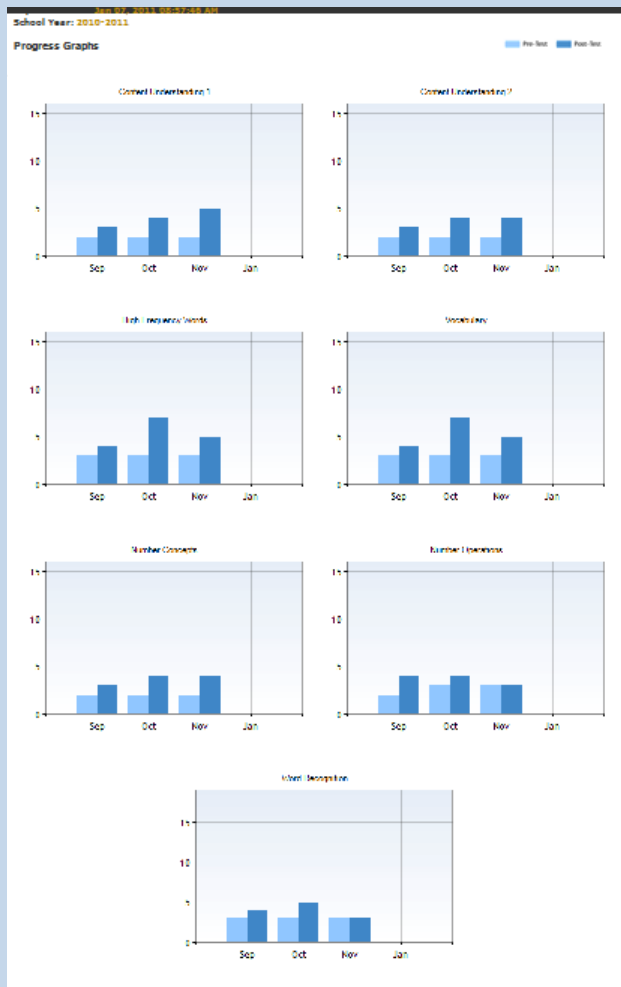 Jan 07, 2011 08:57:46 AM
School Year: 2010-2011
Progress Graphs
Pre-Test Post-Test
Content Understanding 1
15
10
5
0
Sep Oct Nov Jan
Content Understanding 2
15
10
5
0
Sep Oct Nov Jan
High Frequency Words
15
10
5
0
Sep Oct Nov Jan
Vocabulary
15
10
5
0
Sep Oct Nov Jan
Number Concepts
15
10
5
0
Sep Oct Nov Jan
Number Operations
15
10
5
0
Sep Oct Nov Jan
Word Recognition
15
10
5
0
Sep Oct Nov Jan